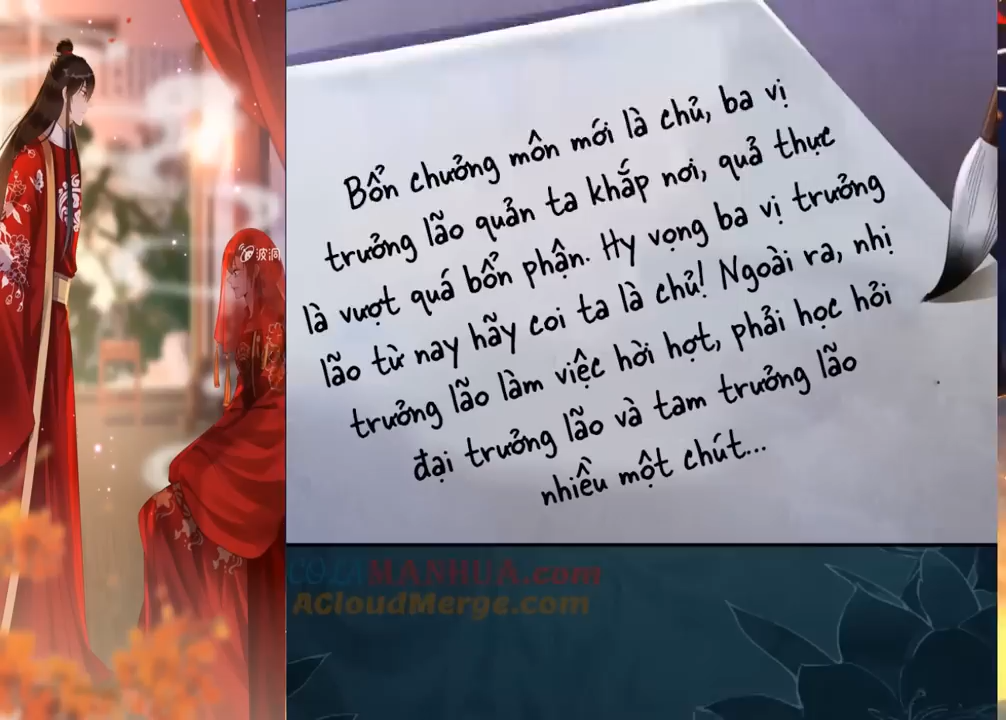 Bổn chưởng môn mới là chủ, ba vị
trưởng lão quản ta khắp nơi, quả thực
là vượt quá bổn phận. Hy vọng ba vị trưởng
lão từ nay hãy coi ta là chủ! Ngoài ra, nhị
trưởng lão làm việc hời hợt, phải học hỏi
đại trưởng lão và tam trưởng lão
nhiều một chút...
波洞
COLAMANHUA.com
ACloudMerge.com